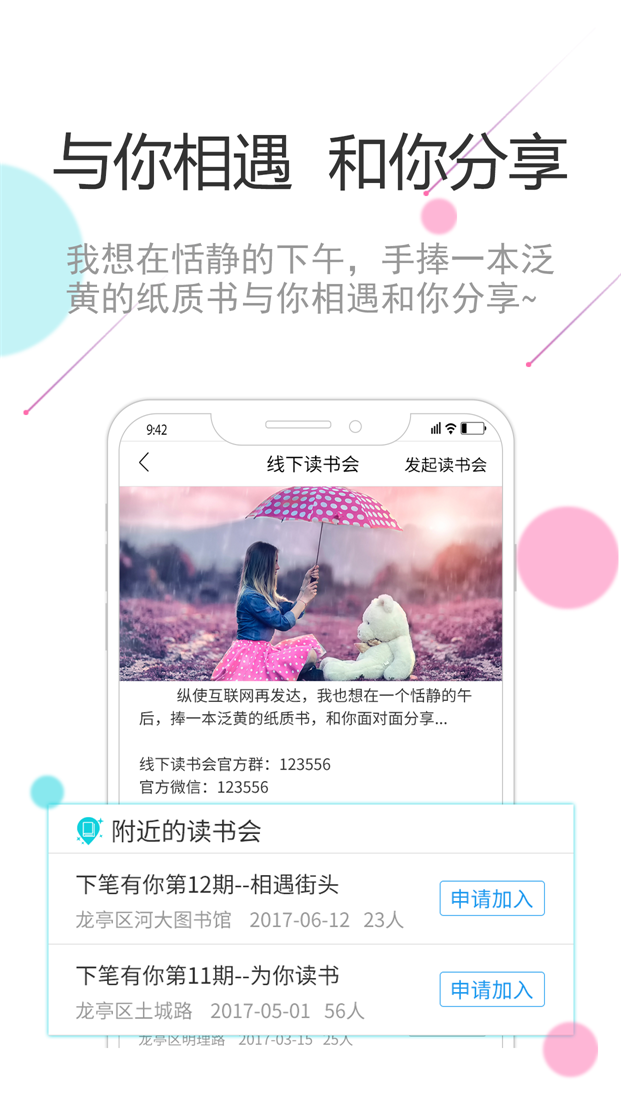 与你相遇 和你分享
我想在恬静的下午，手捧一本泛
黄的纸质书与你相遇和你分享~
9:42
线下读书会 发起读书会
纵使互联网再发达，我也想在一个恬静的午
后，捧一本泛黄的纸质书，和你面对面分享...
线下读书会官方群：123556
官方微信：123556
附近的读书会
下笔有你第12期--相遇街头
申请加入
龙亭区河大图书馆 2017-06-12 23人
下笔有你第11期--为你读书
申请加入
龙亭区土城路 2017-05-01 56人
龙亭区明理路 2017-03-15 25人